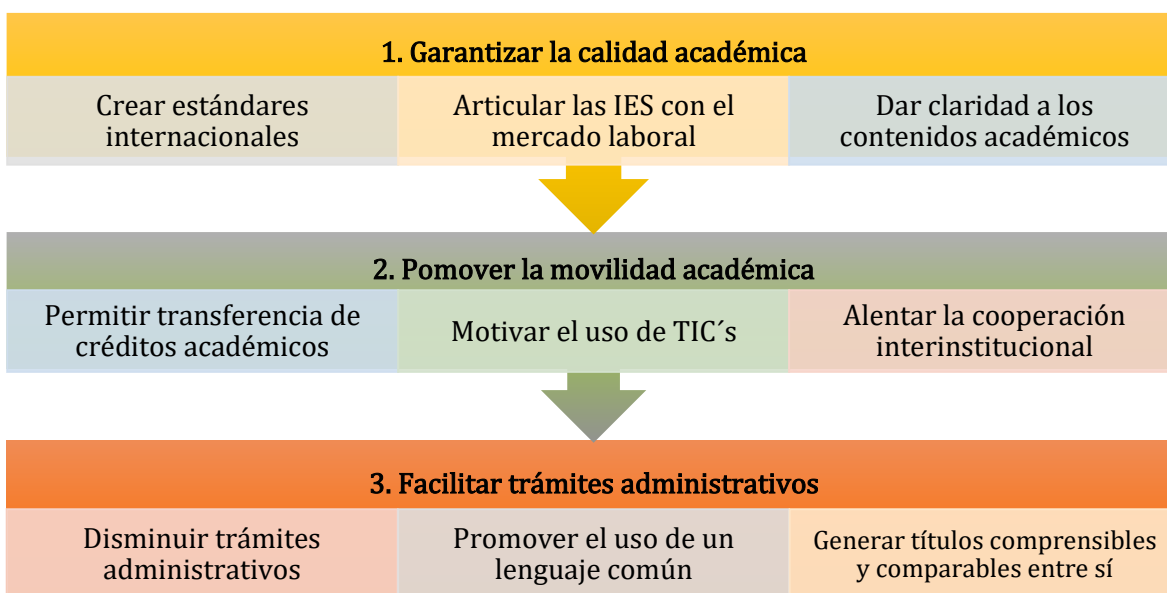 1. Garantizar la calidad académica
Crear estándares
internacionales
Articular las IES con el
mercado laboral
Dar claridad a los
contenidos académicos
2. Pomover la movilidad académica
Permitir transferencia de
créditos académicos
Motivar el uso de TIC´s
Alentar la cooperación
interinstitucional
3. Facilitar trámites administrativos
Disminuir trámites
administrativos
Promover el uso de un
lenguaje común
Generar títulos comprensibles
y comparables entre sí